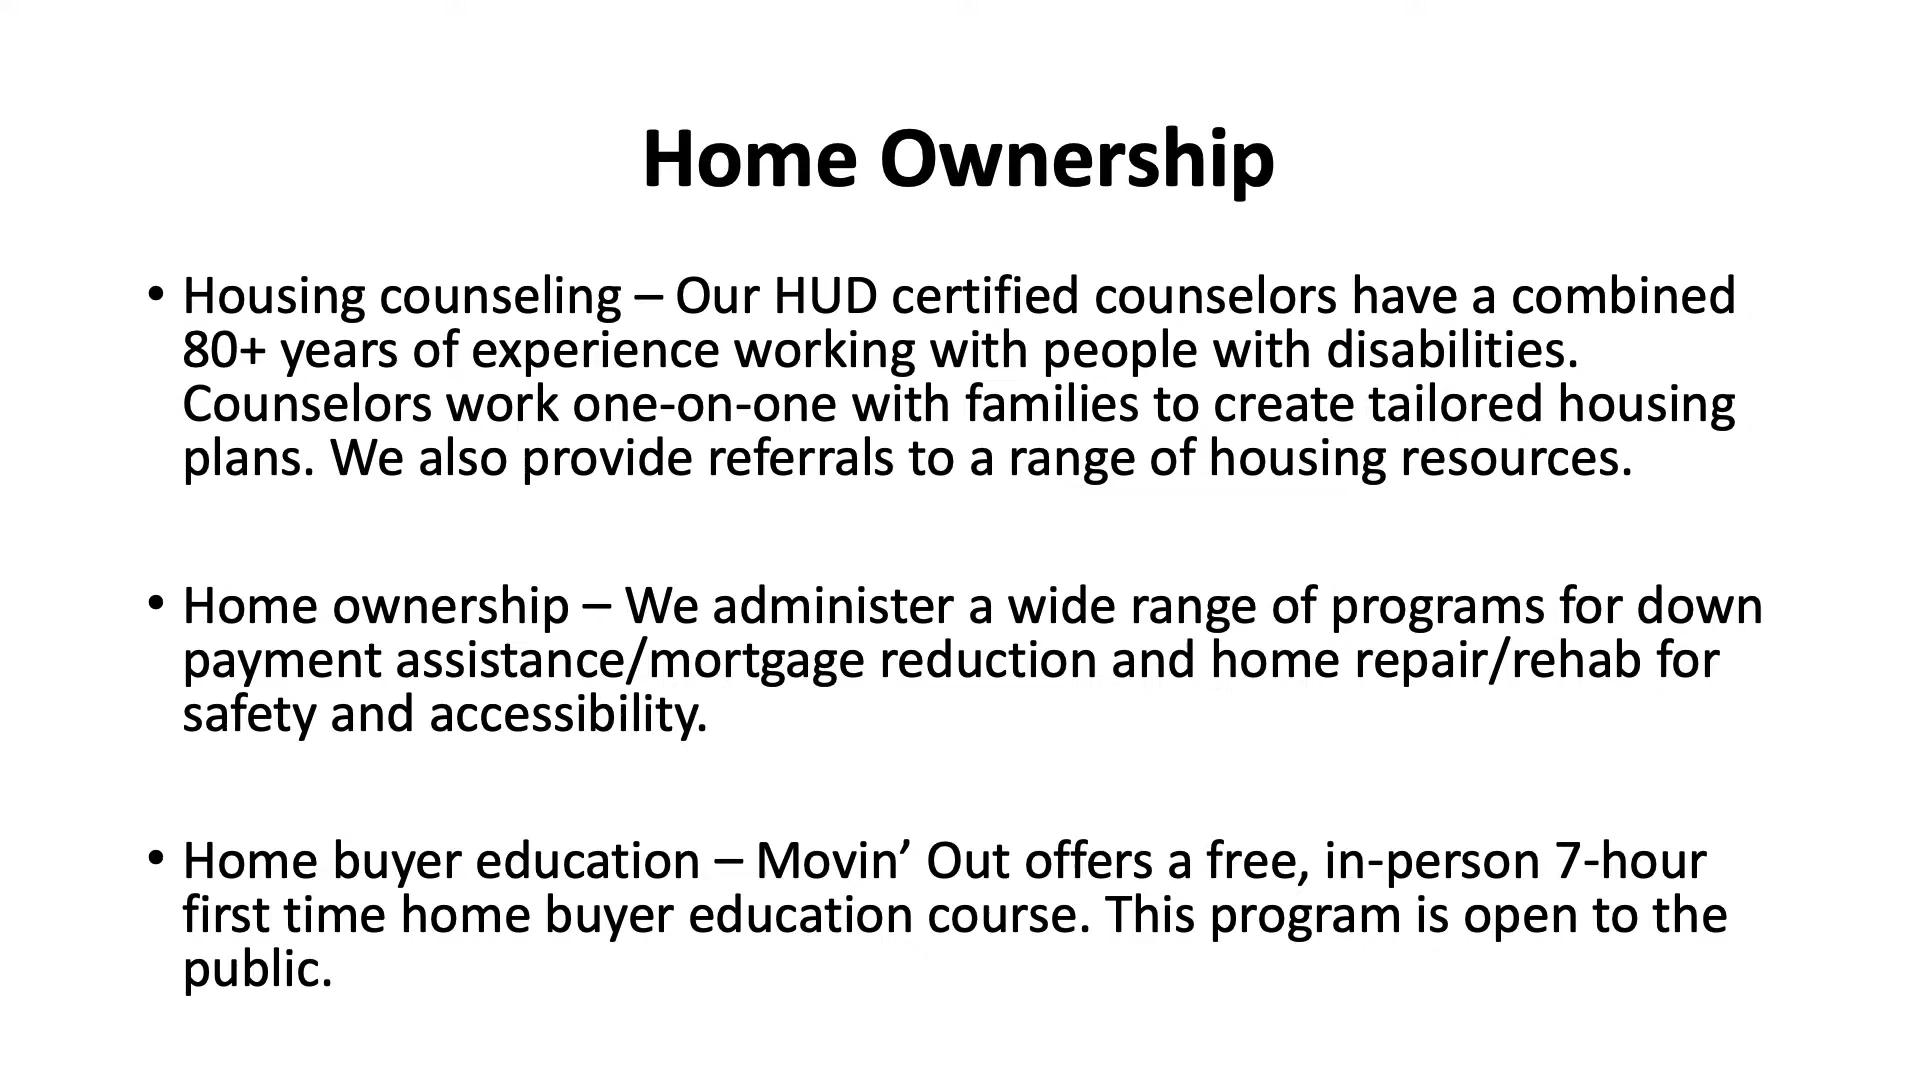 Home Ownership
• Housing counseling – Our HUD certified counselors have a combined
80+ years of experience working with people with disabilities.
Counselors work one-on-one with families to create tailored housing
plans. We also provide referrals to a range of housing resources.
• Home ownership – We administer a wide range of programs for down
payment assistance/mortgage reduction and home repair/rehab for
safety and accessibility.
• Home buyer education – Movin’ Out offers a free, in-person 7-hour
first time home buyer education course. This program is open to the
public.